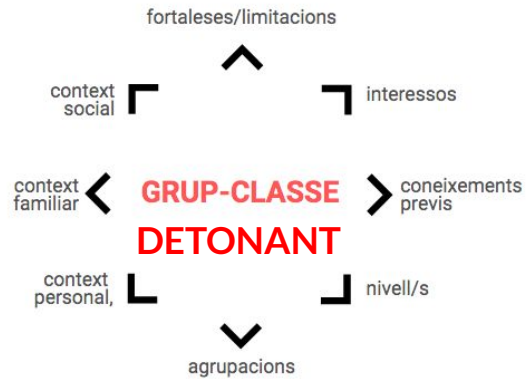 fortaleses/limitacions
context
social
interessos
context
familiar
GRUP-CLASSE
coneixements
previs
DETONANT
context
personal,
nivell/s
agrupacions